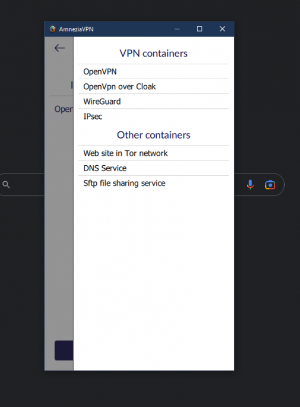 AmneziaVPN
VPN containers
OpenVPN
OpenVpn over Cloak
WireGuard
IPsec
Other containers
Web site in Tor network
DNS Service
Sftp file sharing service